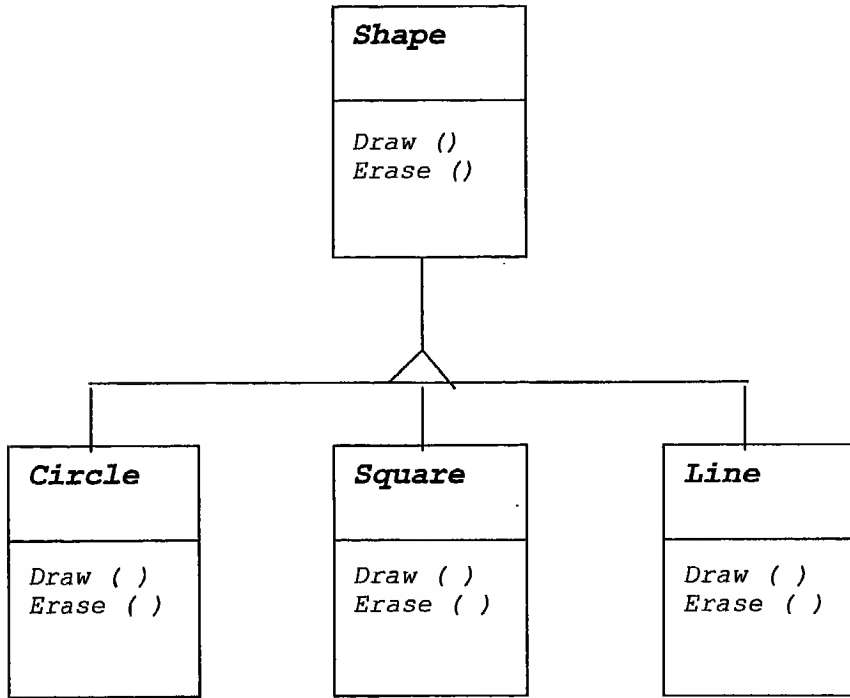 Shape
Draw ()
Erase ()
Circle
Draw ( )
Erase ( )
Square
Draw ( )
Erase ( )
Line
Draw ( )
Erase ( )